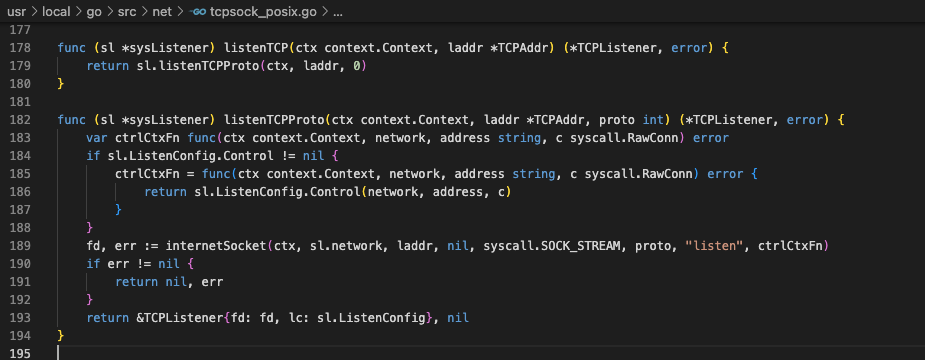 usr > local > go > src > net > tcpsock_posix.go > ...
177
178 func (sl *sysListener) listenTCP(ctx context.Context, laddr *TCPAddr) (*TCPListener, error) {
179     return sl.listenTCPProto(ctx, laddr, 0)
180 }
181
182 func (sl *sysListener) listenTCPProto(ctx context.Context, laddr *TCPAddr, proto int) (*TCPListener, error) {
183     var ctrlCtxFn func(ctx context.Context, network, address string, c syscall.RawConn) error
184     if sl.ListenConfig.Control != nil {
185         ctrlCtxFn = func(ctx context.Context, network, address string, c syscall.RawConn) error {
186             return sl.ListenConfig.Control(network, address, c)
187         }
188     }
189     fd, err := internetSocket(ctx, sl.network, laddr, nil, syscall.SOCK_STREAM, proto, "listen", ctrlCtxFn)
190     if err != nil {
191         return nil, err
192     }
193     return &TCPListener{fd: fd, lc: sl.ListenConfig}, nil
194 }
195